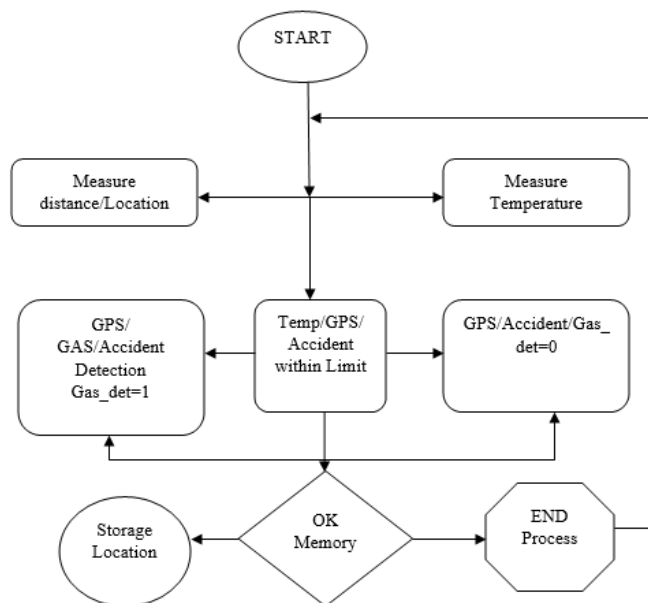 START
Measure
distance/Location
Measure
Temperature
GPS/
GAS/Accident
Detection
Gas_det=1
Temp/GPS/
Accident
within Limit
GPS/Accident/Gas_
det=0
Storage
Location
OK
Memory
END
Process